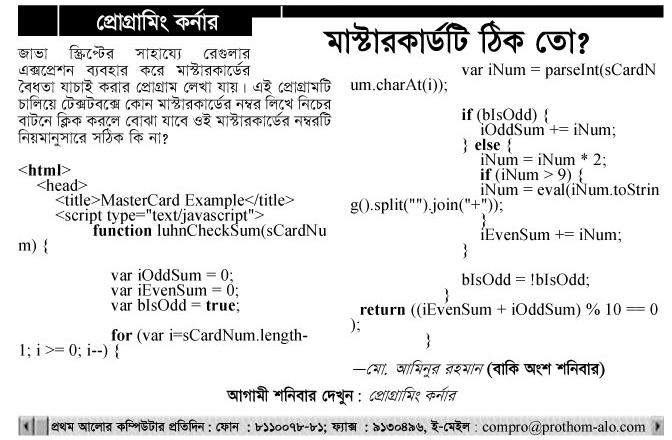 প্রোগ্রামিং কর্নার
মাস্টারকার্ডটি ঠিক তো?
জাভা স্ক্রিপ্টের সাহায্যে রেগুলার
এক্সপ্রেশন ব্যবহার করে মাস্টারকার্ডের
বৈধতা যাচাই করার প্রোগ্রাম লেখা যায়। এই প্রোগ্রামটি
চালিয়ে টেক্সটবক্সে কোন মাস্টারকার্ডের নম্বর লিখে নিচের
বাটনে ক্লিক করলে বোঝা যাবে ওই মাস্টারকার্ডের নম্বরটি
নিয়মানুসারে সঠিক কি না?
<html>
<head>
<title>MasterCard Example</title>
<script type="text/javascript">
function luhnCheckSum(sCardNu
m) {
var iOddSum = 0;
var iEvenSum = 0;
var bIsOdd = true;
for (var i=sCardNum.length-
1; i >= 0; i--) {
var iNum = parseInt(sCardN
um.charAt(i));
if (bIsOdd) {
iOddSum += iNum;
} else {
iNum = iNum * 2;
if (iNum > 9) {
iNum = eval(iNum.toStrin
g().split("").join("+"));
}
iEvenSum += iNum;
}
bIsOdd = !bIsOdd;
}
return ((iEvenSum + iOddSum) % 10 == 0
);
}
—মো. আমিনুর রহমান (বাকি অংশ শনিবার)
আগামী শনিবার দেখুন : প্রোগ্রামিং কর্নার
প্রথম আলোর কম্পিউটার প্রতিদিন : ফোন : ৮১১০০৭৮-৮১; ফ্যাক্স : ৯১৩০৪৯৬, ই-মেইল : compro@prothom-alo.com